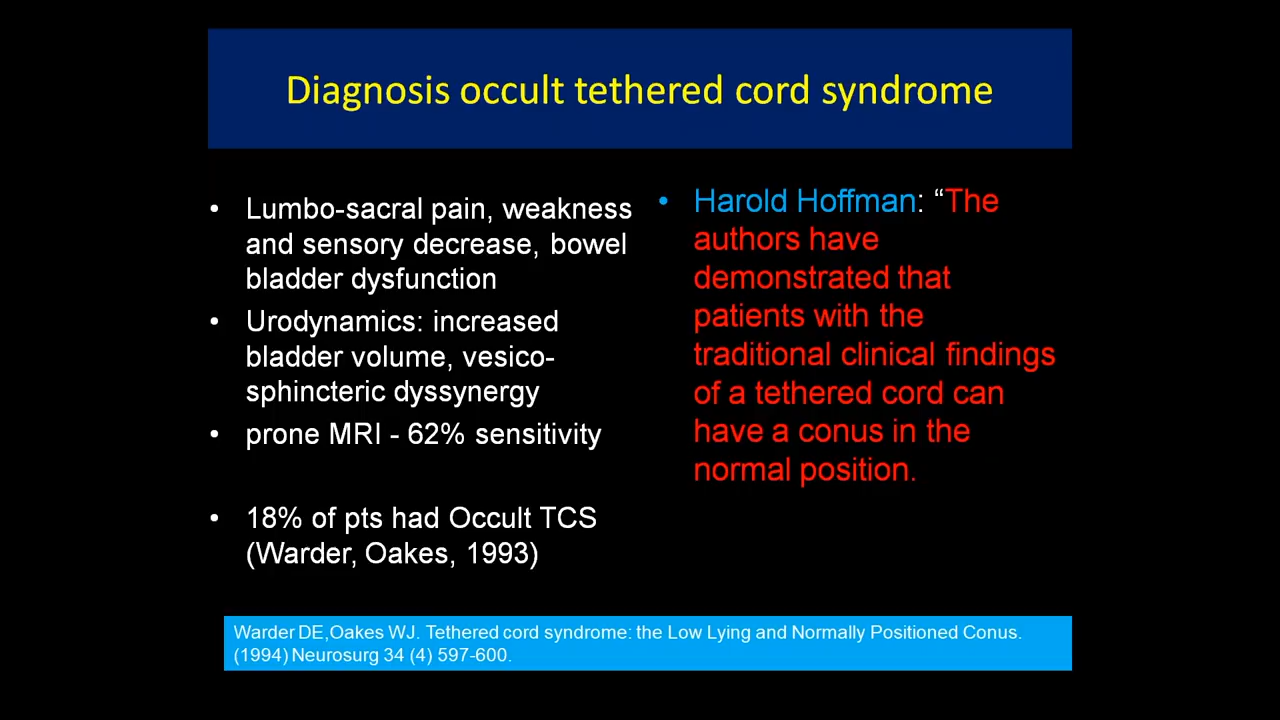 Diagnosis occult tethered cord syndrome
• Lumbo-sacral pain, weakness
and sensory decrease, bowel
bladder dysfunction
• Urodynamics: increased
bladder volume, vesico-
sphincteric dyssynergy
• prone MRI - 62% sensitivity
• 18% of pts had Occult TCS
(Warder, Oakes, 1993)
• Harold Hoffman: “The
authors have
demonstrated that
patients with the
traditional clinical findings
of a tethered cord can
have a conus in the
normal position.
Warder DE,Oakes WJ. Tethered cord syndrome: the Low Lying and Normally Positioned Conus.
(1994) Neurosurg 34 (4) 597-600.